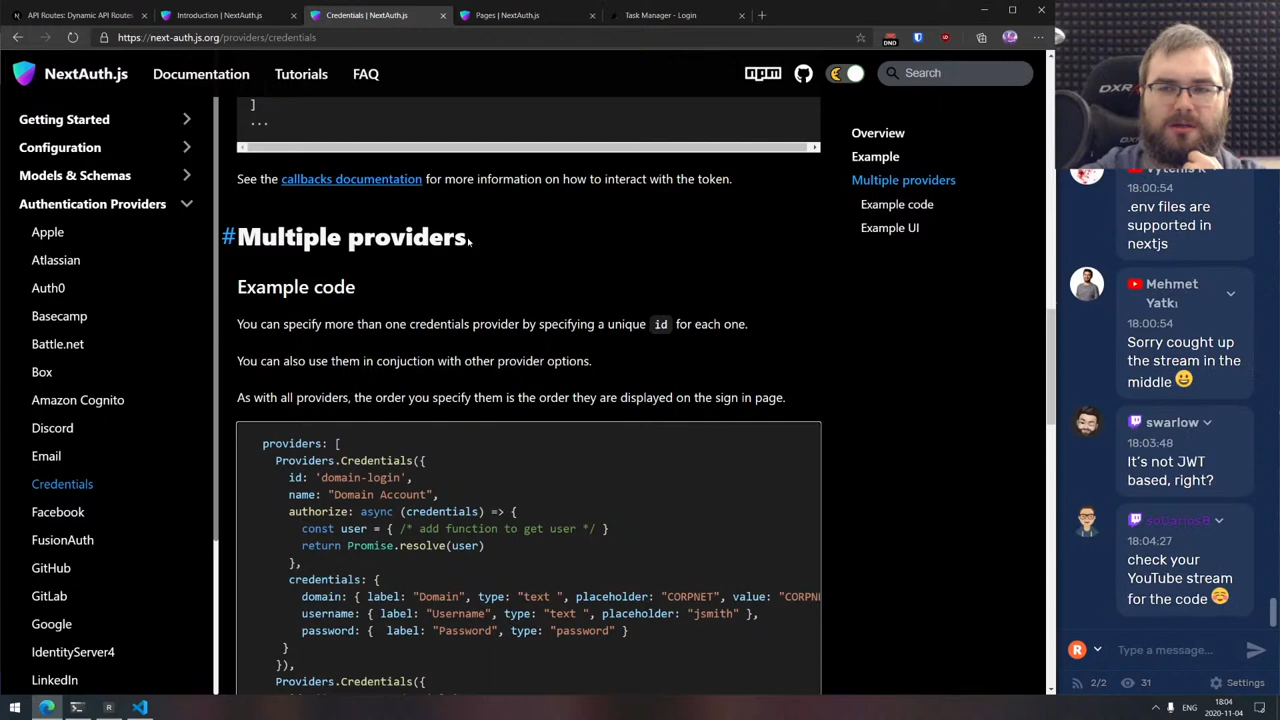 API Routes: Dynamic API Routes
Introduction | NextAuth.js
Credentials | NextAuth.js
Pages | NextAuth.js
Task Manager - Login
https://next-auth.js.org/providers/credentials
DND
NextAuth.js
Documentation
Tutorials
FAQ
npm
Search
Getting Started
Configuration
Models & Schemas
Authentication Providers
Apple
Atlassian
Auth0
Basecamp
Battle.net
Box
Amazon Cognito
Discord
Email
Credentials
Facebook
FusionAuth
GitHub
GitLab
Google
IdentityServer4
LinkedIn
]
...
See the callbacks documentation for more information on how to interact with the token.
#Multiple providers
Example code
You can specify more than one credentials provider by specifying a unique id for each one.
You can also use them in conjuction with other provider options.
As with all providers, the order you specify them is the order they are displayed on the sign in page.
providers: [
Providers.Credentials({
id: 'domain-login',
name: "Domain Account",
authorize: async (credentials) => {
const user = { /* add function to get user */ }
return Promise.resolve(user)
},
credentials: {
domain: { label: "Domain", type: "text ", placeholder: "CORPNET", value: "CORPN
username: { label: "Username", type: "text ", placeholder: "jsmith" },
password: { label: "Password", type: "password" }
}
}),
Providers.Credentials({
Overview
Example
Multiple providers
Example code
Example UI
DXR
Vytenis K
18:00:54
.env files are
supported in
nextjs
Mehmet
Yatkı
18:00:54
Sorry cought up
the stream in the
middle
swarlow
18:03:48
It's not JWT
based, right?
soCarlosB
18:04:27
check your
YouTube stream
for the code
R
Type a message...
2/2
31
Settings
ENG
18:04
2020-11-04